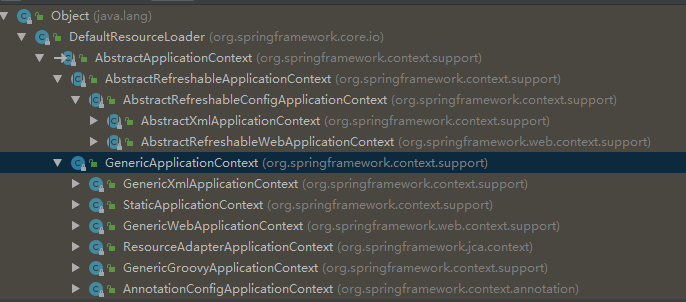 Object (java.lang)
DefaultResourceLoader (org.springframework.core.io)
AbstractApplicationContext (org.springframework.context.support)
AbstractRefreshableApplicationContext (org.springframework.context.support)
AbstractRefreshableConfigApplicationContext (org.springframework.context.support)
AbstractXmlApplicationContext (org.springframework.context.support)
AbstractRefreshableWebApplicationContext (org.springframework.web.context.support)
GenericApplicationContext (org.springframework.context.support)
GenericXmlApplicationContext (org.springframework.context.support)
StaticApplicationContext (org.springframework.context.support)
GenericWebApplicationContext (org.springframework.web.context.support)
ResourceAdapterApplicationContext (org.springframework.jca.context)
GenericGroovyApplicationContext (org.springframework.context.support)
AnnotationConfigApplicationContext (org.springframework.context.annotation)